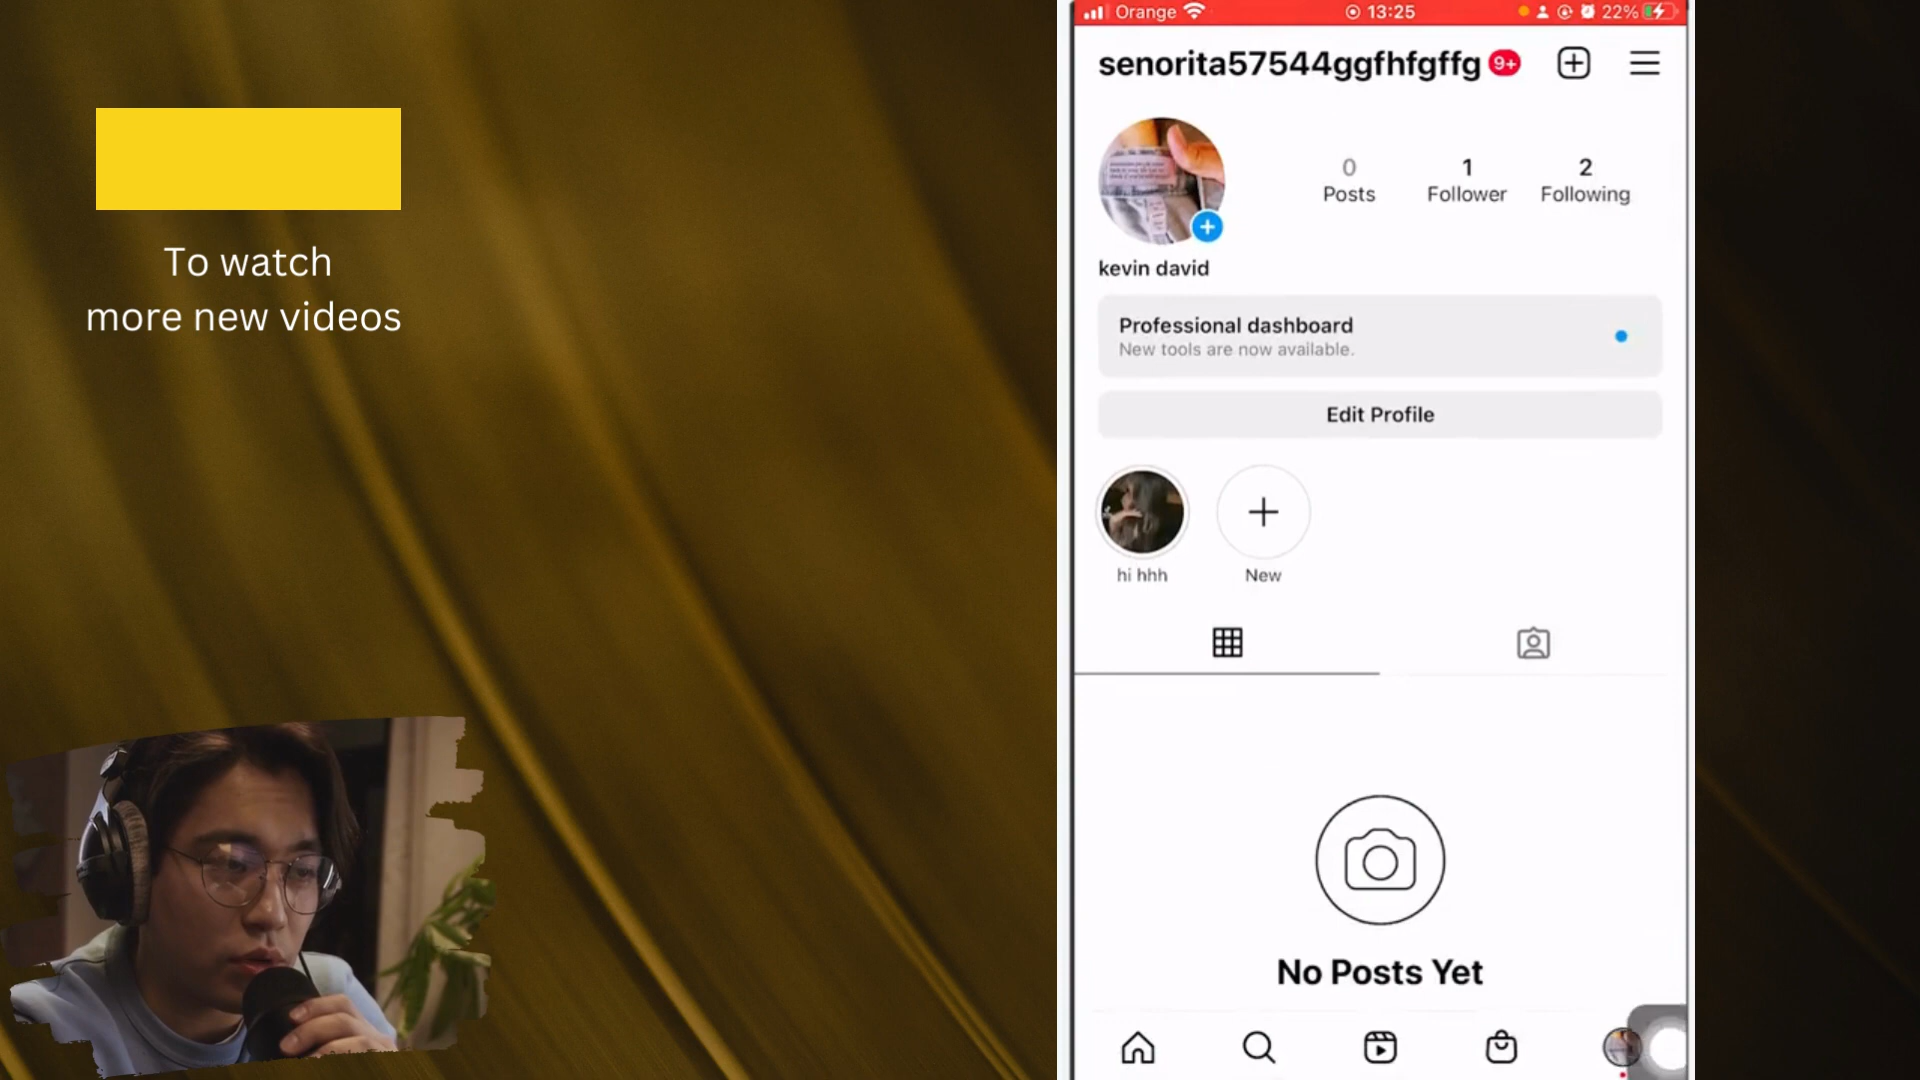 To watch
more new videos
Orange
13:25
22%
senorita57544ggfhfgffg
9+
0
Posts
1
Follower
2
Following
kevin david
Professional dashboard
New tools are now available.
Edit Profile
hi hhh
New
No Posts Yet